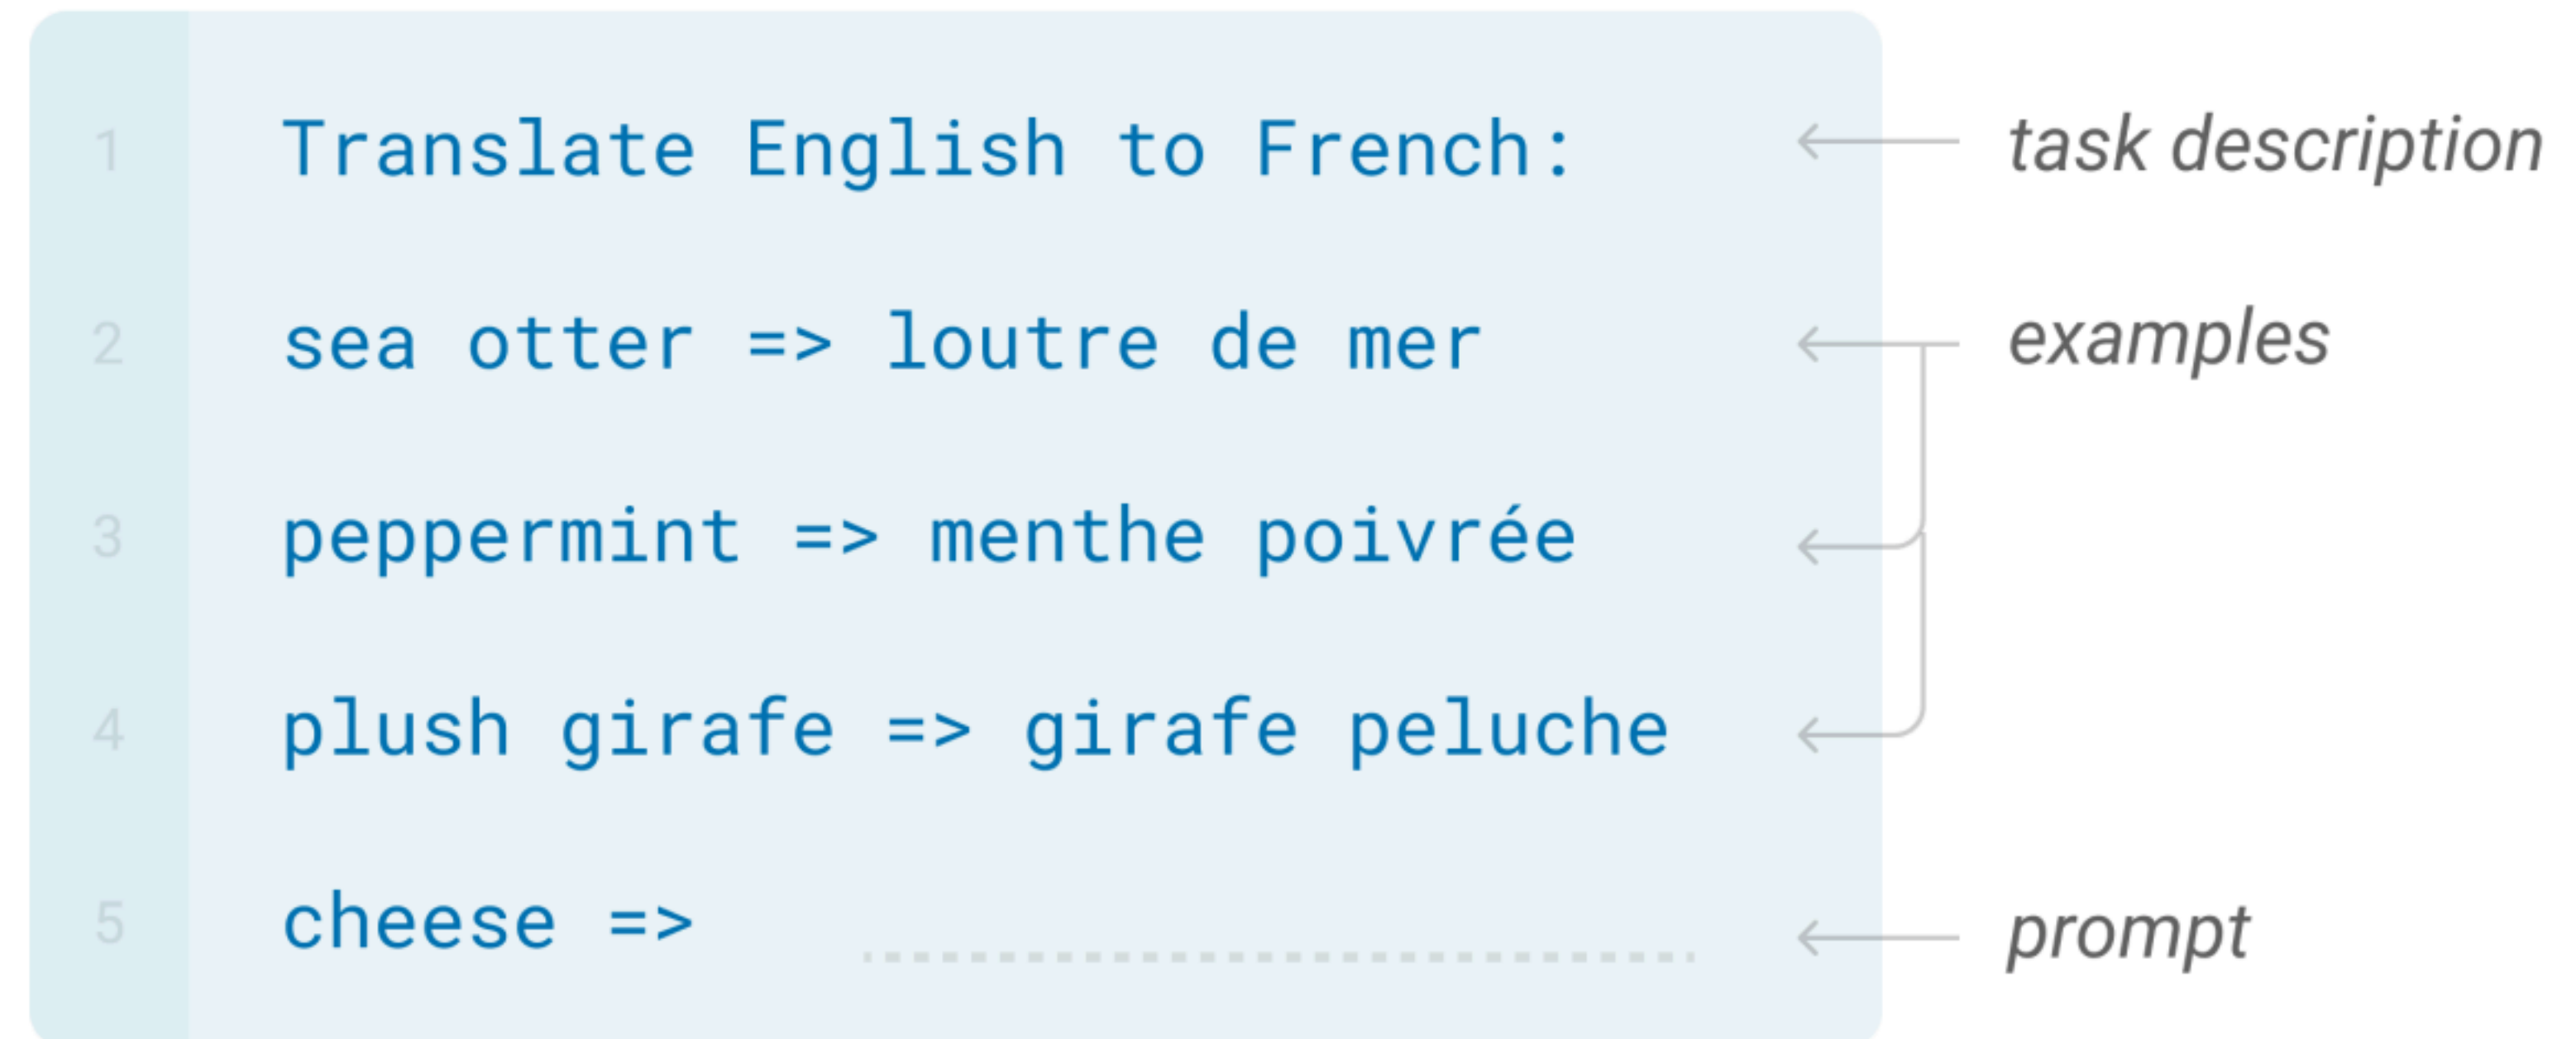 1 Translate English to French: task description
2 sea otter => loutre de mer examples
3 peppermint => menthe poivrée
4 plush girafe => girafe peluche
5 cheese => prompt